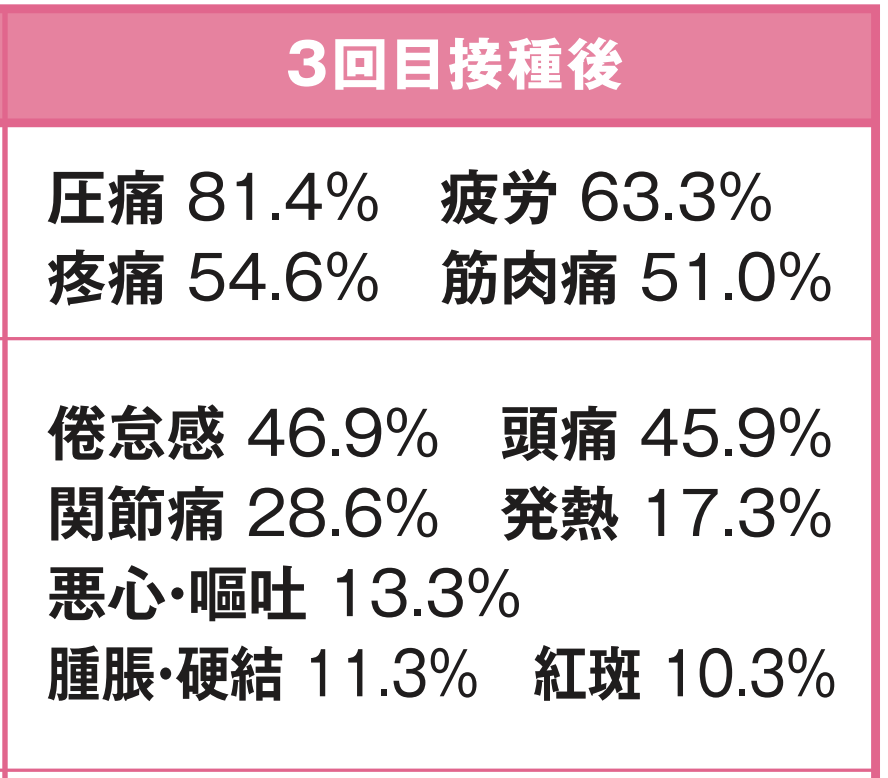 3回目接種後
圧痛 81.4% 疲労 63.3%
疼痛 54.6% 筋肉痛 51.0%
倦怠感 46.9% 頭痛 45.9%
関節痛 28.6% 発熱 17.3%
悪心・嘔吐 13.3%
腫脹・硬結 11.3% 紅斑 10.3%